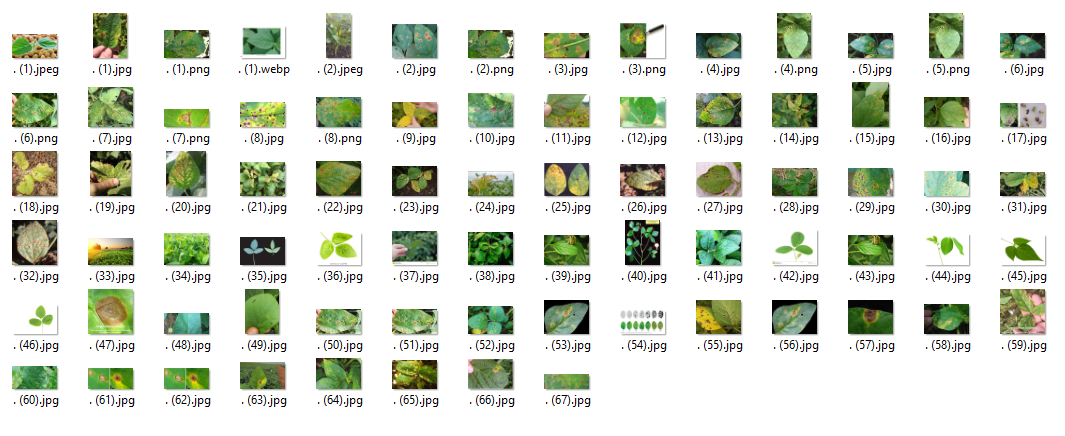 . (1).jpeg . (1).jpg . (1).png . (1).webp . (2).jpeg . (2).jpg . (2).png . (3).jpg . (3).png . (4).jpg . (4).png . (5).jpg . (5).png . (6).jpg
. (6).png . (7).jpg . (7).png . (8).jpg . (8).png . (9).jpg . (10).jpg . (11).jpg . (12).jpg . (13).jpg . (14).jpg . (15).jpg . (16).jpg . (17).jpg
. (18).jpg . (19).jpg . (20).jpg . (21).jpg . (22).jpg . (23).jpg . (24).jpg . (25).jpg . (26).jpg . (27).jpg . (28).jpg . (29).jpg . (30).jpg . (31).jpg
. (32).jpg . (33).jpg . (34).jpg . (35).jpg . (36).jpg . (37).jpg . (38).jpg . (39).jpg . (40).jpg . (41).jpg . (42).jpg . (43).jpg . (44).jpg . (45).jpg
. (46).jpg . (47).jpg . (48).jpg . (49).jpg . (50).jpg . (51).jpg . (52).jpg . (53).jpg . (54).jpg . (55).jpg . (56).jpg . (57).jpg . (58).jpg . (59).jpg
. (60).jpg . (61).jpg . (62).jpg . (63).jpg . (64).jpg . (65).jpg . (66).jpg . (67).jpg